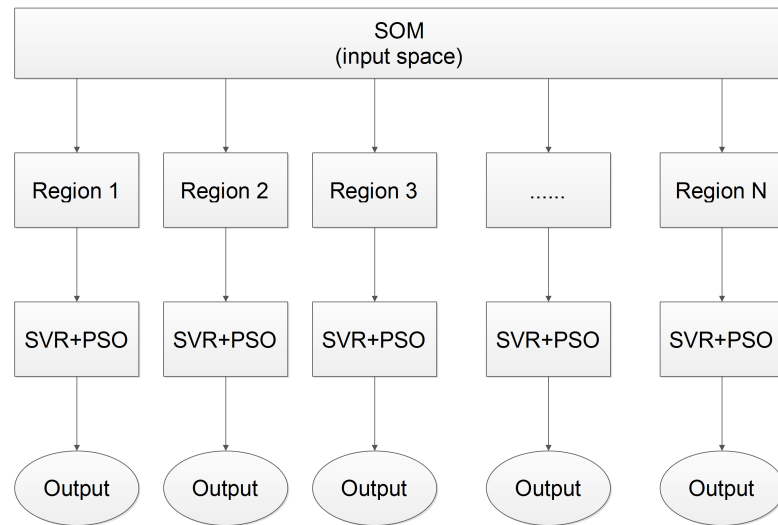 SOM
(input space)
Region 1
Region 2
Region 3
......
Region N
SVR+PSO
SVR+PSO
SVR+PSO
SVR+PSO
SVR+PSO
Output
Output
Output
Output
Output